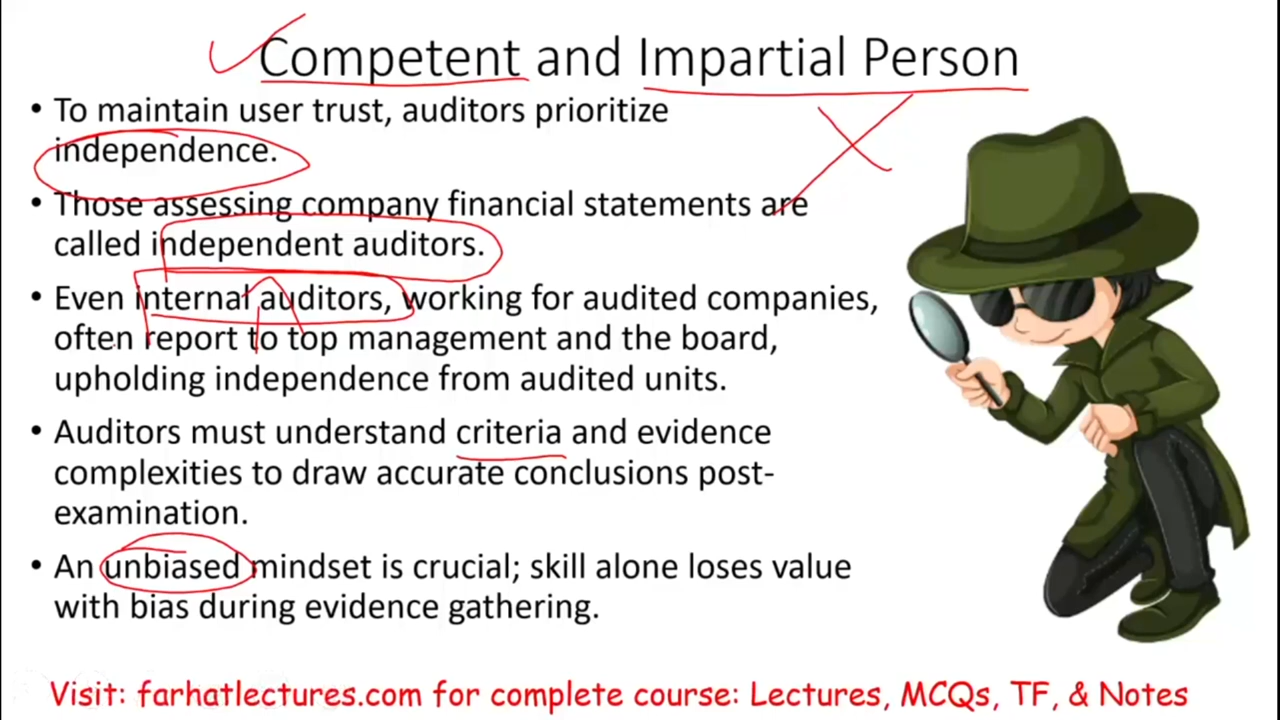 Competent and Impartial Person
• To maintain user trust, auditors prioritize
independence.
• Those assessing company financial statements are
called independent auditors.
• Even internal auditors, working for audited companies,
often report to top management and the board,
upholding independence from audited units.
• Auditors must understand criteria and evidence
complexities to draw accurate conclusions post-
examination.
• An unbiased mindset is crucial; skill alone loses value
with bias during evidence gathering.
Visit: farhatlectures.com for complete course: Lectures, MCQs, TF, & Notes